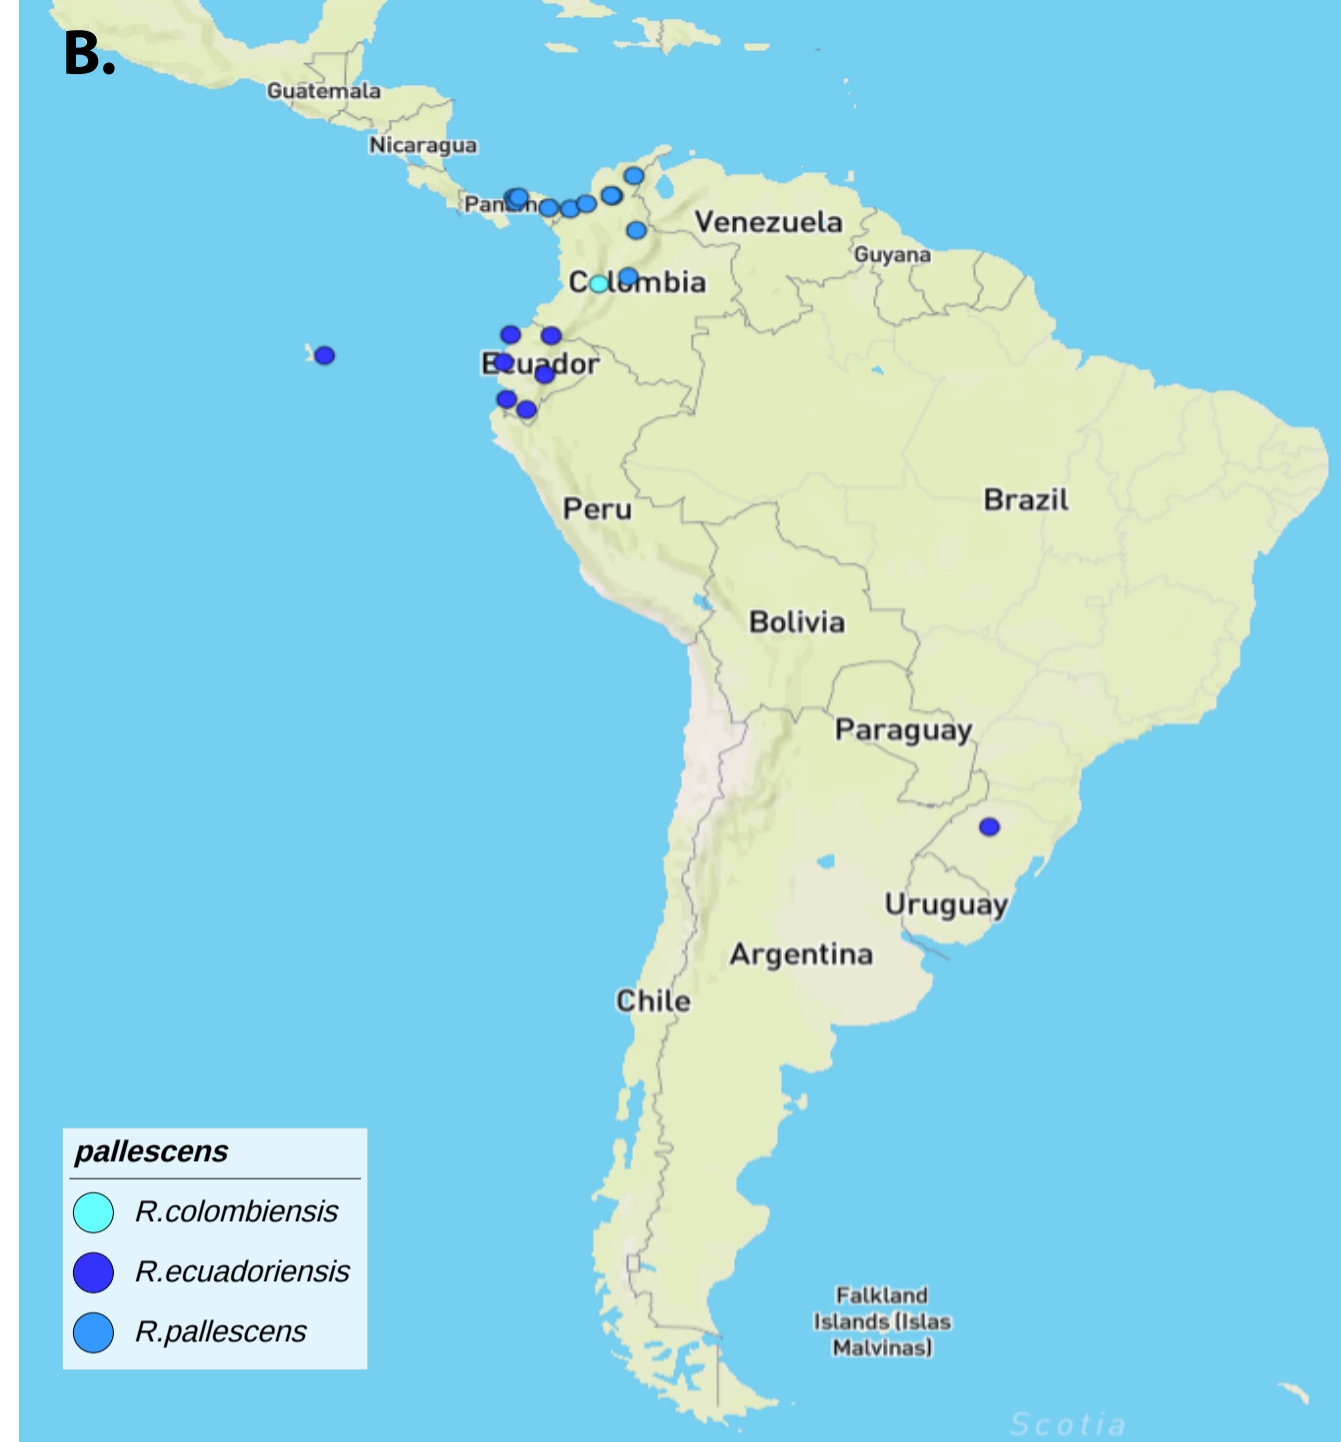 B.
Guatemala
Nicaragua
Panama
Venezuela
Guyana
Colombia
Ecuador
Peru
Brazil
Bolivia
Paraguay
Uruguay
Argentina
Chile
pallescens
R.colombiensis
R.ecuadoriensis
R.pallescens
Falkland
Islands (Islas
Malvinas)
Scotia